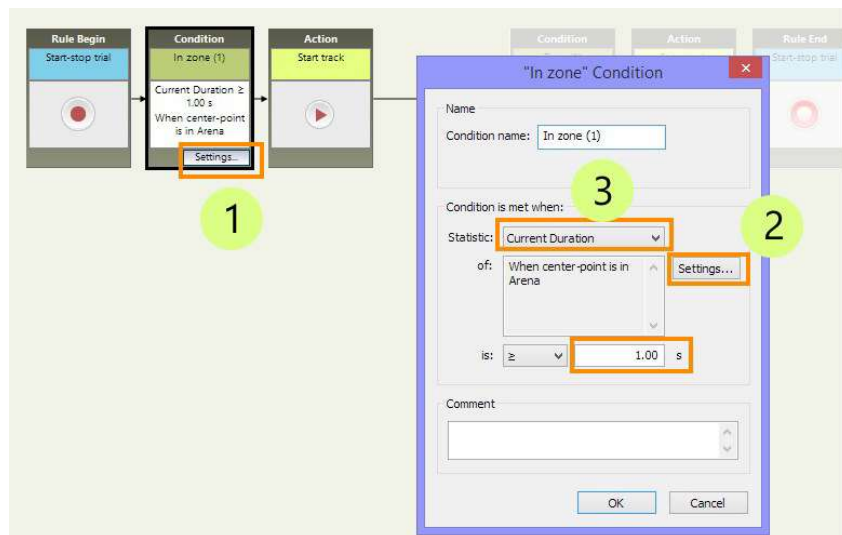 Rule Begin
Start-stop trial
Condition
In zone (1)
Current Duration ≥
1.00 s
When center-point
is in Arena
Settings...
Action
Start track
Condition
Action
Rule End
Start-stop trial
1
"In zone" Condition
×
Name
Condition name: In zone (1)
3
Condition is met when:
2
Statistic: Current Duration
of: When center-point is in
Arena
Settings...
is: ≥ 1.00 s
Comment
OK Cancel